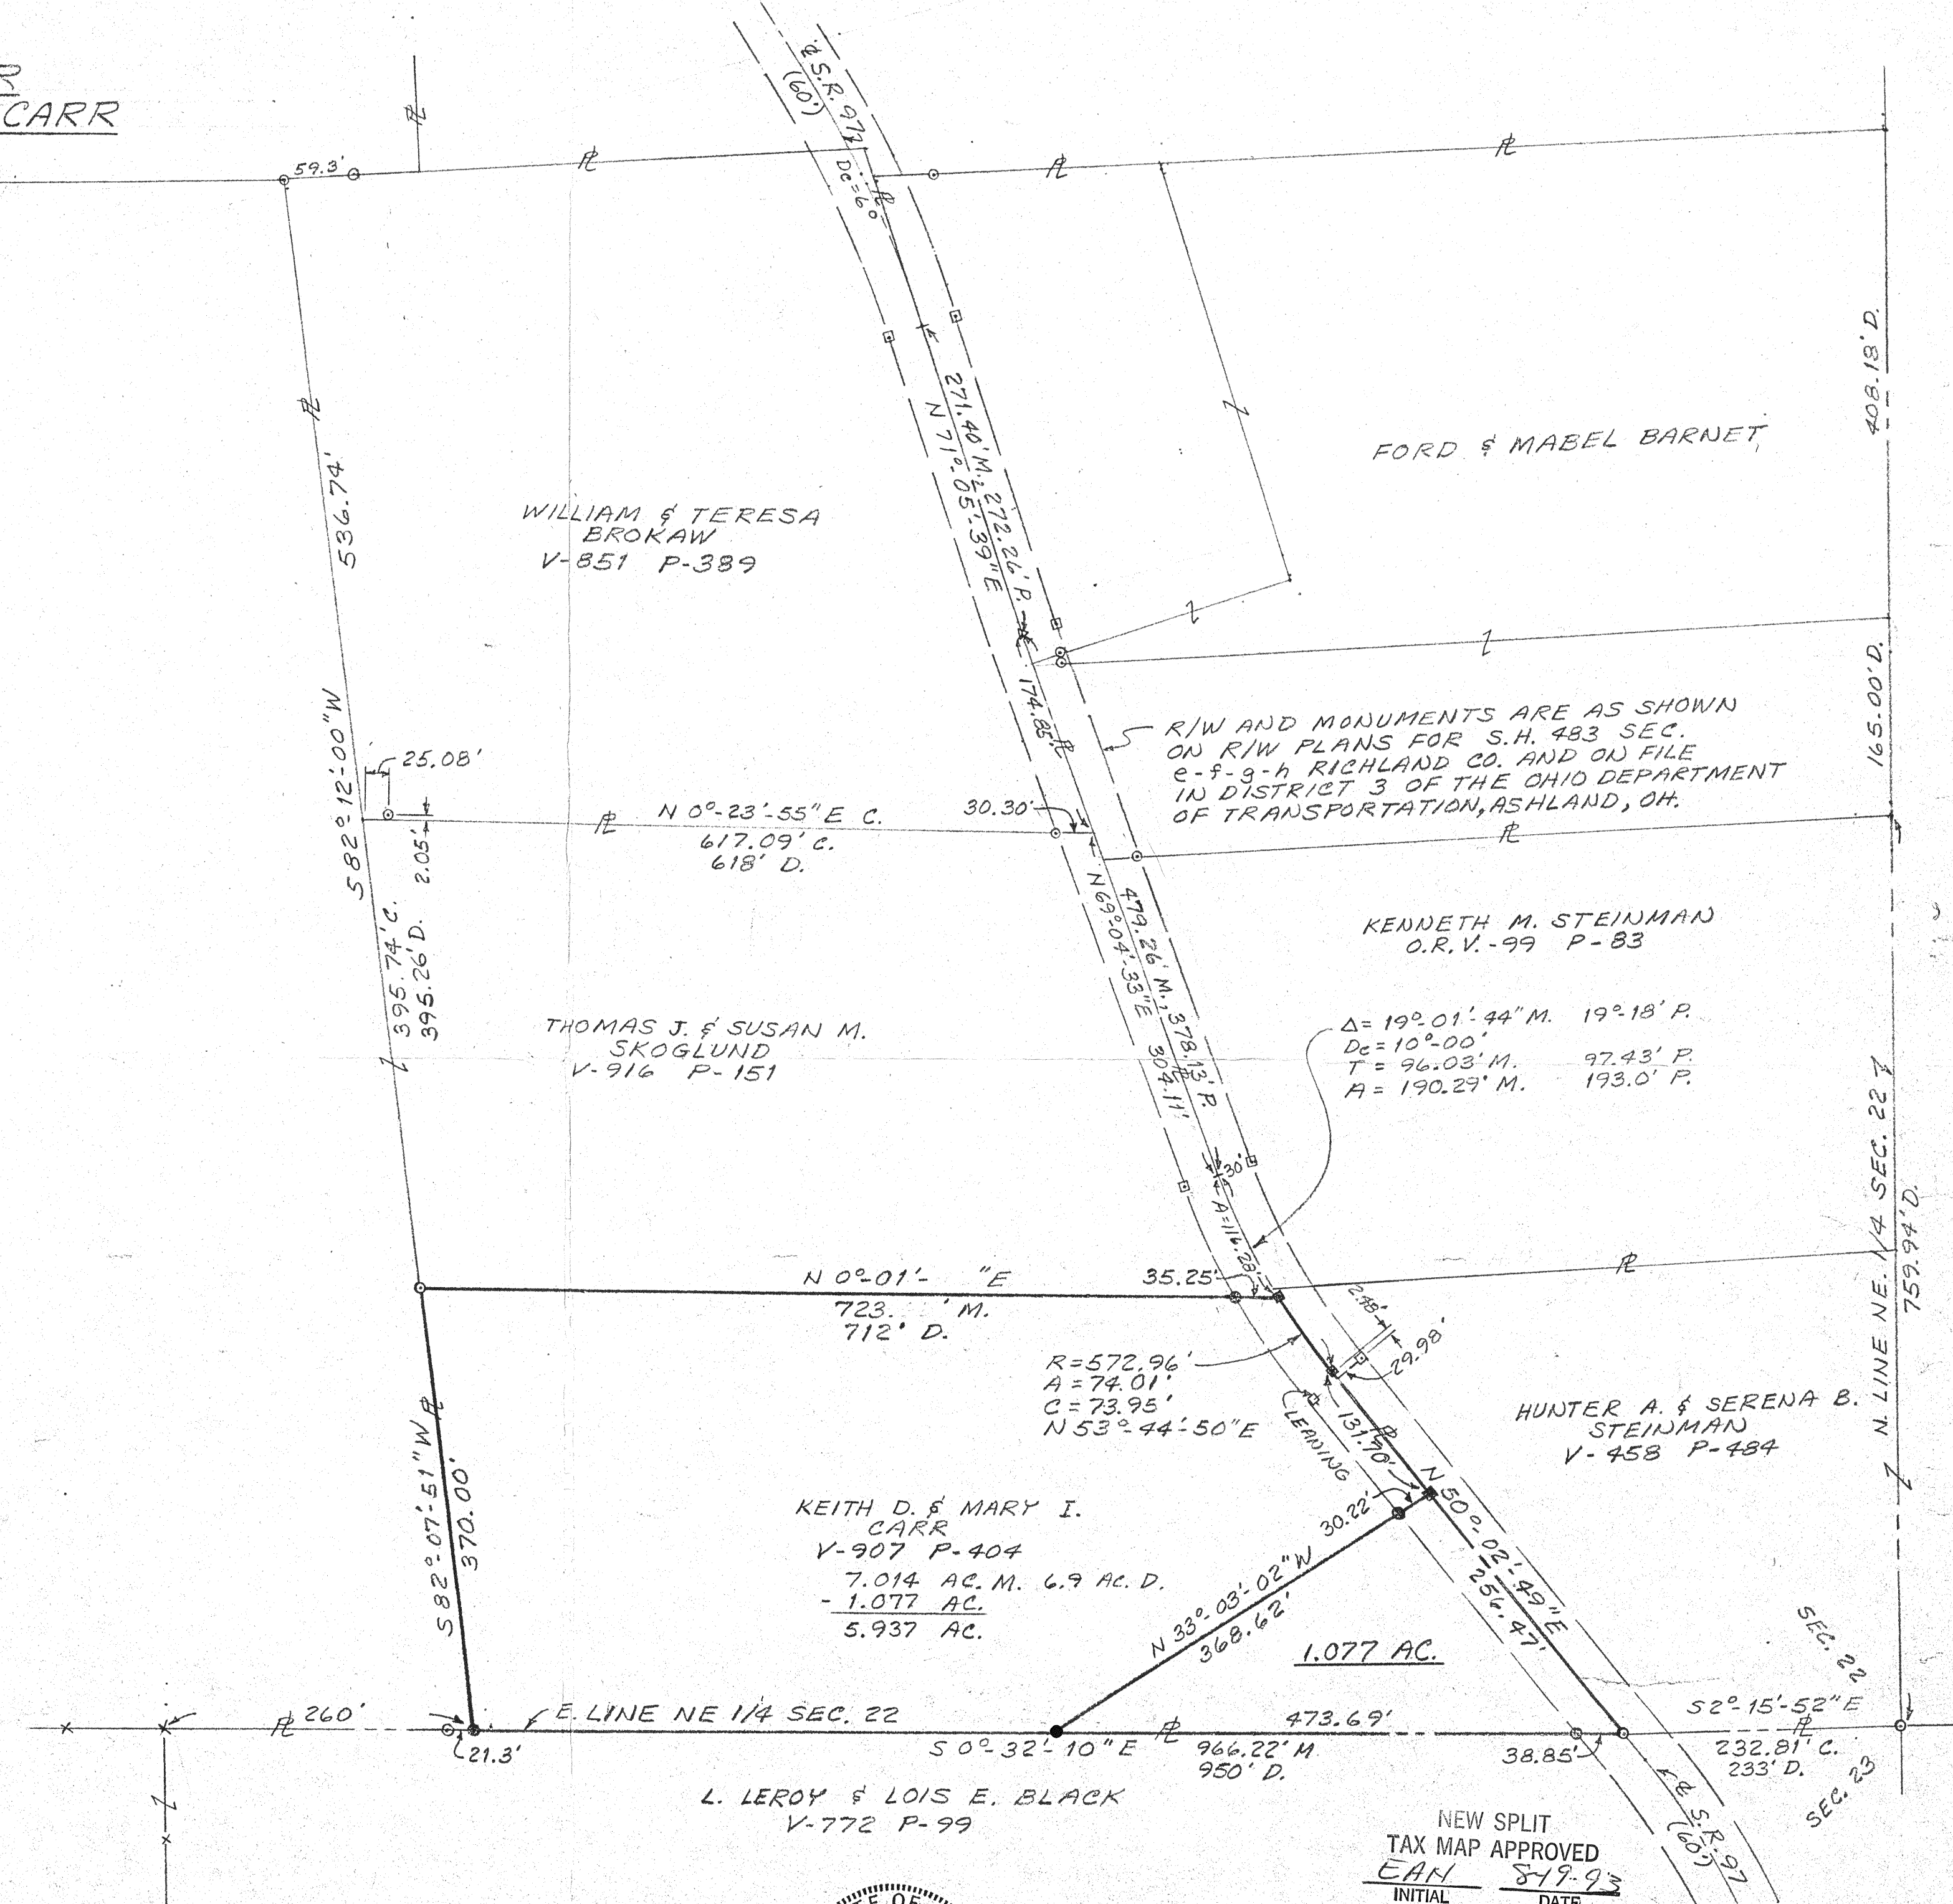 CARR
59.3'
℄ S.R. 97
(60')
Dc=6°
408.18' D.
FORD & MABEL BARNET
271.40' M., 272.26' P.
N 71°-05'-39"E
WILLIAM & TERESA
BROKAW
V-851 P-389
536.74'
S82°-12'-00"W
165.00' D.
174.85'
R/W AND MONUMENTS ARE AS SHOWN
ON R/W PLANS FOR S.H. 483 SEC.
e-f-g-h RICHLAND CO. AND ON FILE
IN DISTRICT 3 OF THE OHIO DEPARTMENT
OF TRANSPORTATION, ASHLAND, OH.
25.08'
2.05'
N 0°-23'-55"E C.
617.09' C.
618' D.
30.30'
395.74' C.
395.26' D.
479.26' M., 378.13' P.
N69°-04'-33"E 304.11'
KENNETH M. STEINMAN
O.R.V.-99 P-83
THOMAS J. & SUSAN M.
SKOGLUND
V-916 P-151
Δ= 19°-01'-44" M. 19°-18' P.
Dc=10°-00'
T = 96.03' M. 97.43' P.
A = 190.29' M. 193.0' P.
N. LINE NE. 1/4 SEC. 22
759.94' D.
30'
A=116.28'
N 0°-01'- "E
723. ' M.
712' D.
35.25'
2.48'
29.98'
R=572.96'
A=74.01'
C=73.95'
N 53°-44'-50"E
LEANING
131.70'
HUNTER A. & SERENA B.
STEINMAN
V-458 P-484
S82°-07'-51"W
370.00'
KEITH D. & MARY I.
CARR
V-907 P-404
7.014 AC. M. 6.9 AC. D.
- 1.077 AC.
5.937 AC.
30.22'
N 33°-03'-02"W
368.62'
N 50°-02'-49"E
256.47'
1.077 AC.
SEC. 22
SEC. 23
260'
21.3'
E. LINE NE 1/4 SEC. 22
S 0°-32'-10"E
473.69'
966.22' M.
950' D.
38.85'
S2°-15'-52"E
232.81' C.
233' D.
L. LEROY & LOIS E. BLACK
V-772 P-99
℄ S.R. 97
(60')
NEW SPLIT
TAX MAP APPROVED
EAN 8-19-93
INITIAL DATE
E OF